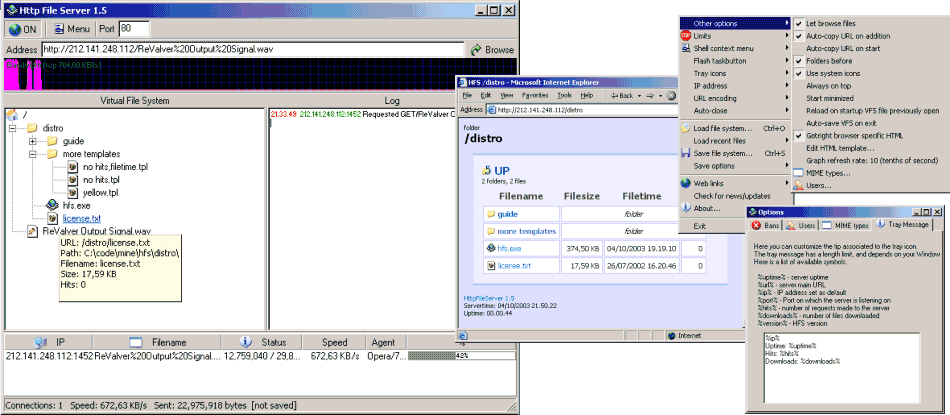 Http File Server 1.5
ON Menu Port 80
Address http://212.141.248.112/ReValver%20Output%20Signal.wav Browse
Virtual File System Log
/
distro
guide
more templates
no hits,filetime.tpl
no hits.tpl
yellow.tpl
hfs.exe
license.txt
ReValver Output Signal.wav
URL: /distro/license.txt
Path: C:\code\mine\hfs\distro\
Filename: license.txt
Size: 17,59 KB
Hits: 0
21.33.49 212.141.248.112:1452 Requested GET/ReValver
IP Filename Status Speed Agent
212.141.248.112:1452 ReValver%20Output%20Signal.... 12,759,040 / 29,8... 672,63 KB/s Opera/7... 42%
Connections: 1 Speed: 672,63 KB/s Sent: 22,975,918 bytes [not saved]
HFS /distro - Microsoft Internet Explorer
File Edit View Favorites Tools Help Back
Address http://212.141.248.112/distro
folder
/distro
UP
2 folders, 2 files
Filename Filesize Filetime
guide folder
more templates folder
hfs.exe 374,50 KB 04/10/2003 19.19.10 0
license.txt 17,59 KB 26/07/2002 16.20.46 0
HttpFileServer 1.5
Servertime: 04/10/2003 21.50.22
Uptime: 00.00.44
Internet
Other options
Limits
Shell context menu
Flash taskbutton
Tray icons
IP address
URL encoding
Auto-close
Load file system... Ctrl+O
Load recent files
Save file system... Ctrl+S
Save options
Web links
Check for news/updates
About...
Exit
Let browse files
Auto-copy URL on addition
Auto-copy URL on start
Folders before
Use system icons
Always on top
Start minimized
Reload on startup VFS file previously open
Auto-save VFS on exit
Getright browser specific HTML
Edit HTML template...
Graph refresh rate: 10 (tenths of second)
MIME types...
Users...
Options
Bans Users MIME types Tray Message
Here you can customize the tip associated to the tray icon.
The tray message has a length limit, and depends on your Window
Here is a list of available symbols.
%uptime% - server uptime
%url% - server main URL
%ip% - IP address set as default
%port% - Port on which the server is listening on
%hits% - number of requests made to the server
%downloads% - number of files downloaded
%version% - HFS version
%ip%
Uptime: %uptime%
Hits: %hits%
Downloads: %downloads%